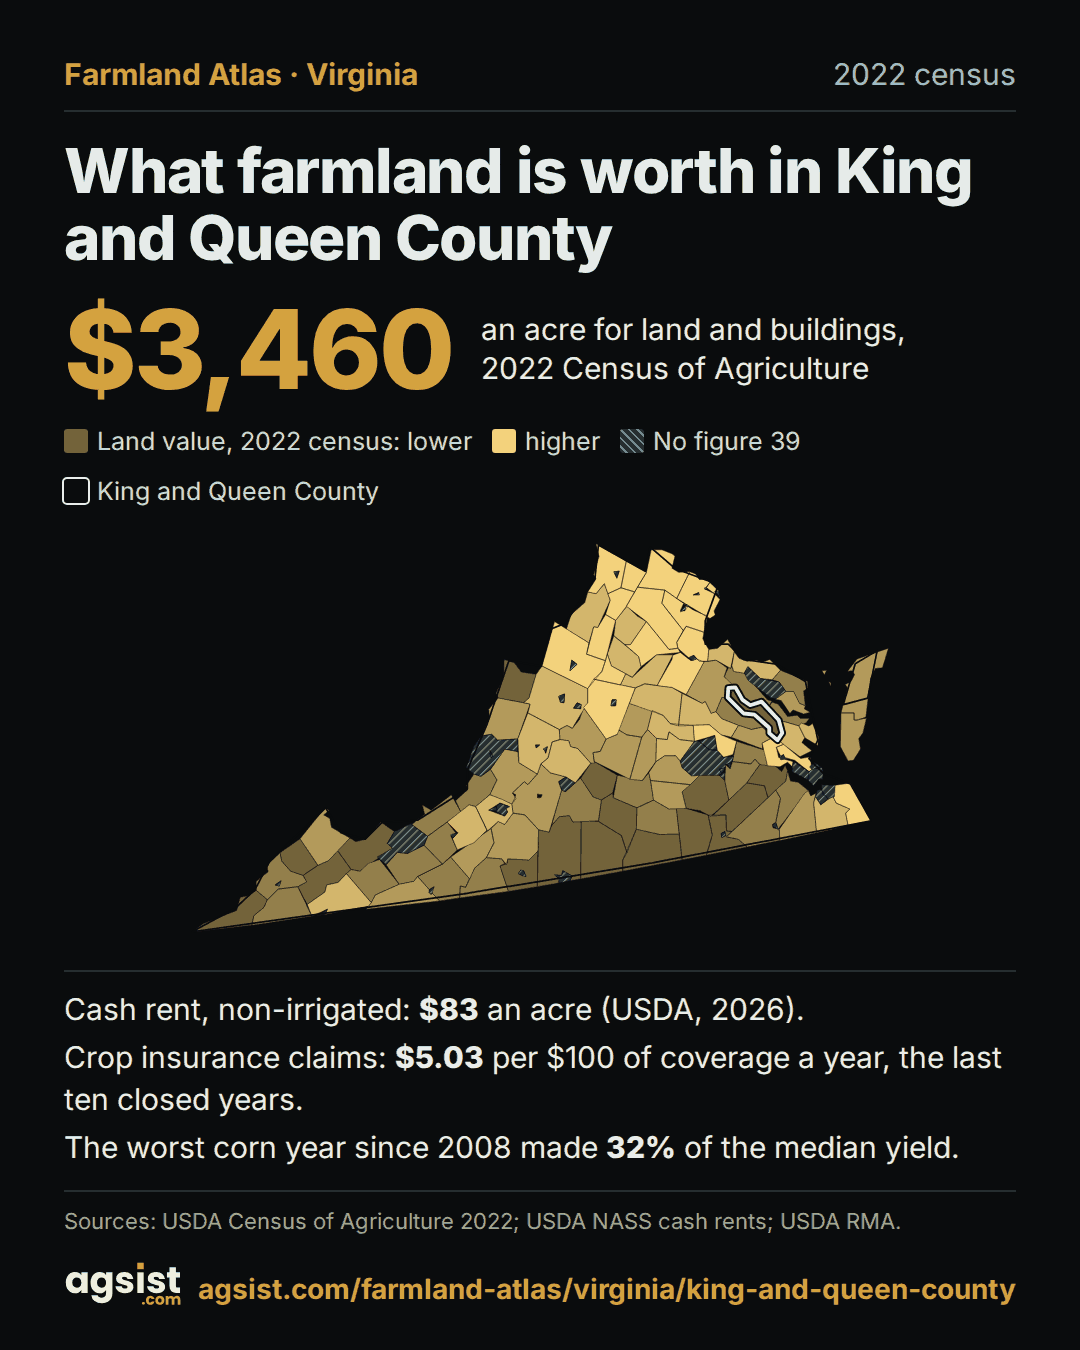 Farmland Atlas · Virginia
2022 census
What farmland is worth in King
and Queen County
$3,460
an acre for land and buildings,
2022 Census of Agriculture
Land value, 2022 census: lower
higher
No figure 39
King and Queen County
Cash rent, non-irrigated: $83 an acre (USDA, 2026).
Crop insurance claims: $5.03 per $100 of coverage a year, the last
ten closed years.
The worst corn year since 2008 made 32% of the median yield.
Sources: USDA Census of Agriculture 2022; USDA NASS cash rents; USDA RMA.
agsist
.com
agsist.com/farmland-atlas/virginia/king-and-queen-county